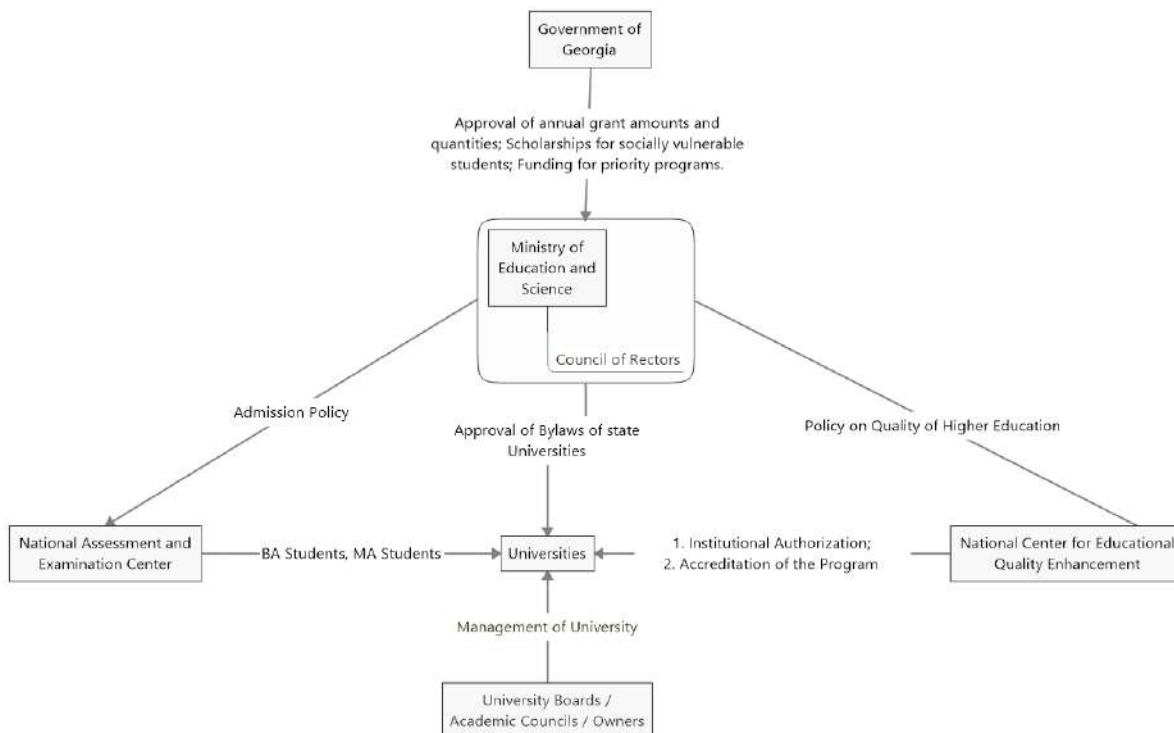 Government of
Georgia
Approval of annual grant amounts and
quantities; Scholarships for socially vulnerable
students; Funding for priority programs.
Ministry of
Education and
Science
Council of Rectors
Admission Policy
Approval of Bylaws of state
Universities
Policy on Quality of Higher Education
National Assessment and
Examination Center
BA Students, MA Students
Universities
1. Institutional Authorization;
2. Accreditation of the Program
National Center for Educational
Quality Enhancement
Management of University
University Boards /
Academic Councils / Owners